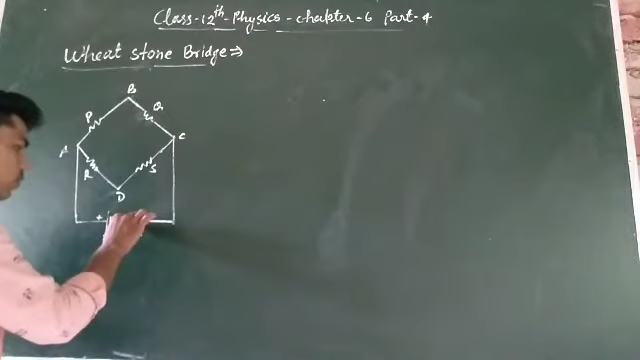 Class-12th-Physics-chapter-6 Part-4
Wheat stone Bridge⇒
B
P Q
A C
R S
D
+